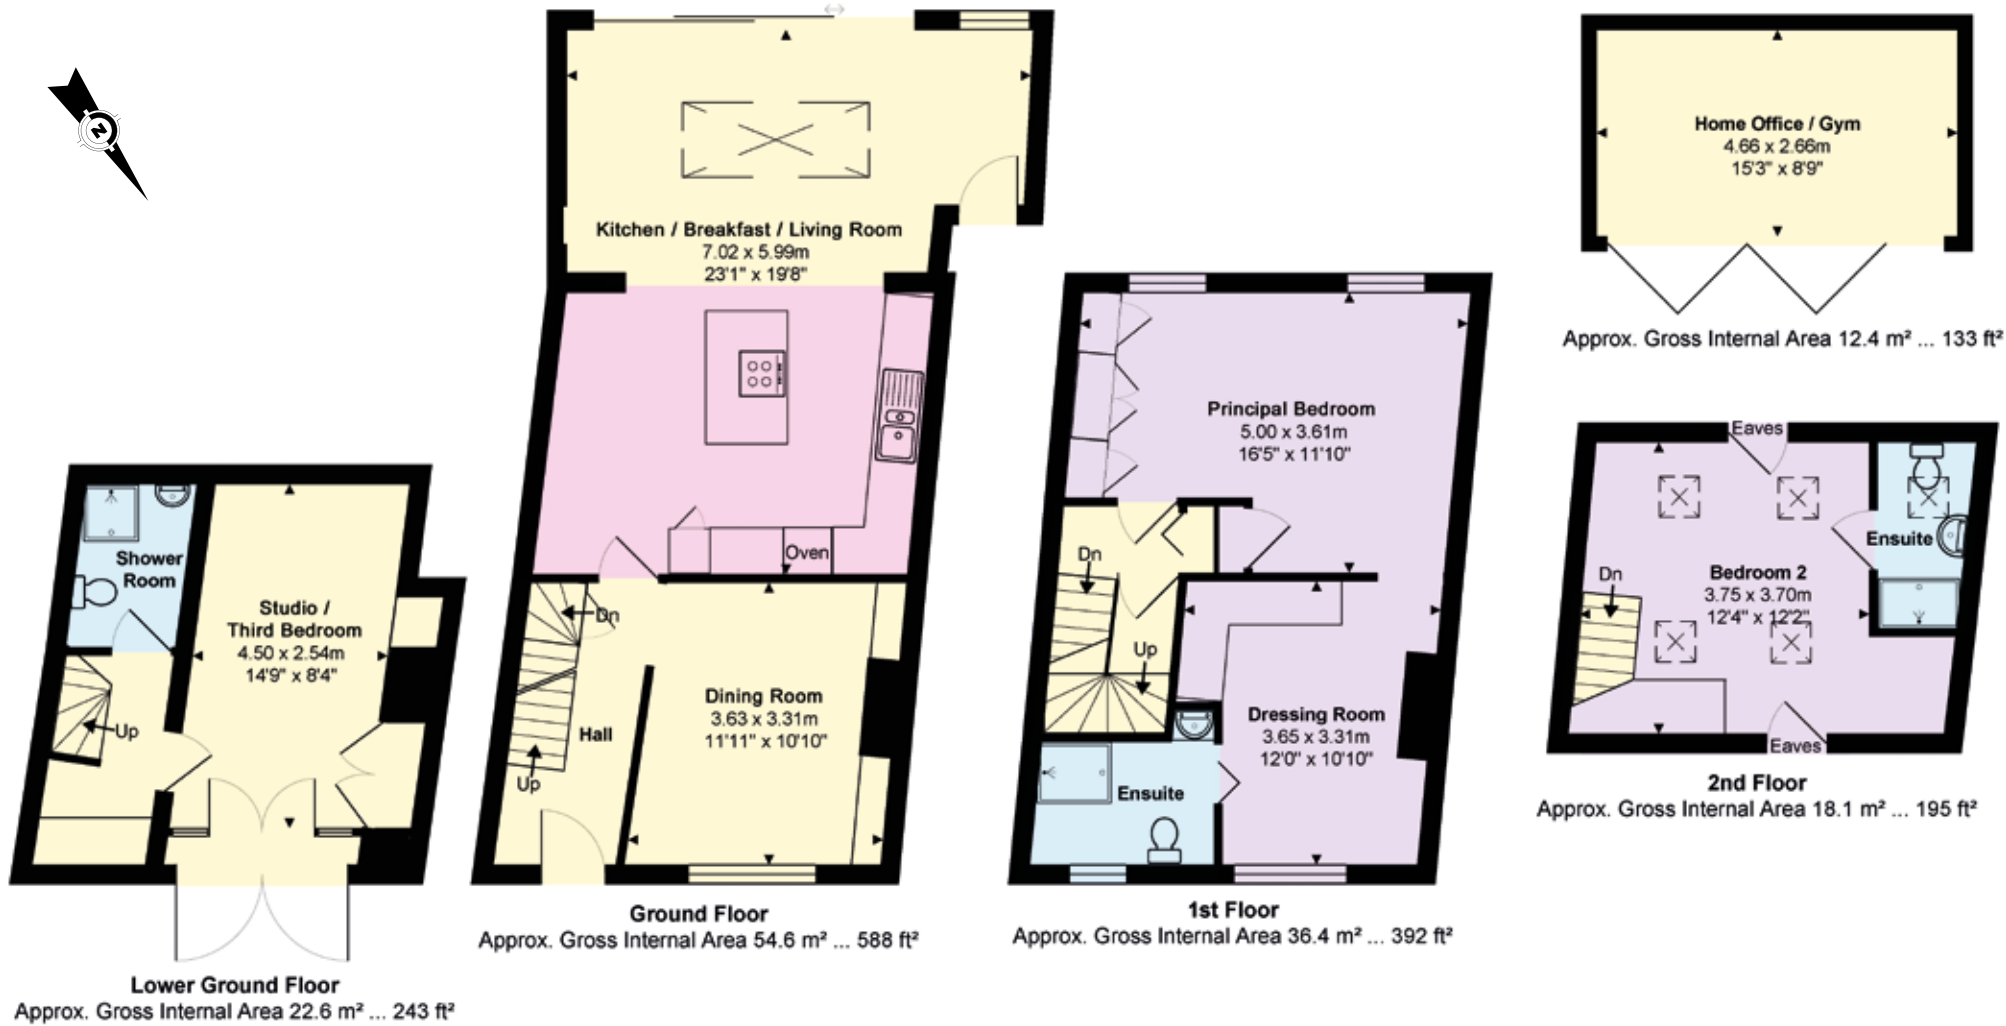 N
Kitchen / Breakfast / Living Room
7.02 x 5.99m
23'1" x 19'8"
Oven
Dn
Dining Room
3.63 x 3.31m
11'11" x 10'10"
Hall
Up
Ground Floor
Approx. Gross Internal Area 54.6 m² ... 588 ft²
Shower
Room
Studio /
Third Bedroom
4.50 x 2.54m
14'9" x 8'4"
Up
Lower Ground Floor
Approx. Gross Internal Area 22.6 m² ... 243 ft²
Principal Bedroom
5.00 x 3.61m
16'5" x 11'10"
Dn
Up
Dressing Room
3.65 x 3.31m
12'0" x 10'10"
Ensuite
1st Floor
Approx. Gross Internal Area 36.4 m² ... 392 ft²
Home Office / Gym
4.66 x 2.66m
15'3" x 8'9"
Approx. Gross Internal Area 12.4 m² ... 133 ft²
Eaves
Ensuite
Dn
Bedroom 2
3.75 x 3.70m
12'4" x 12'2"
Eaves
2nd Floor
Approx. Gross Internal Area 18.1 m² ... 195 ft²